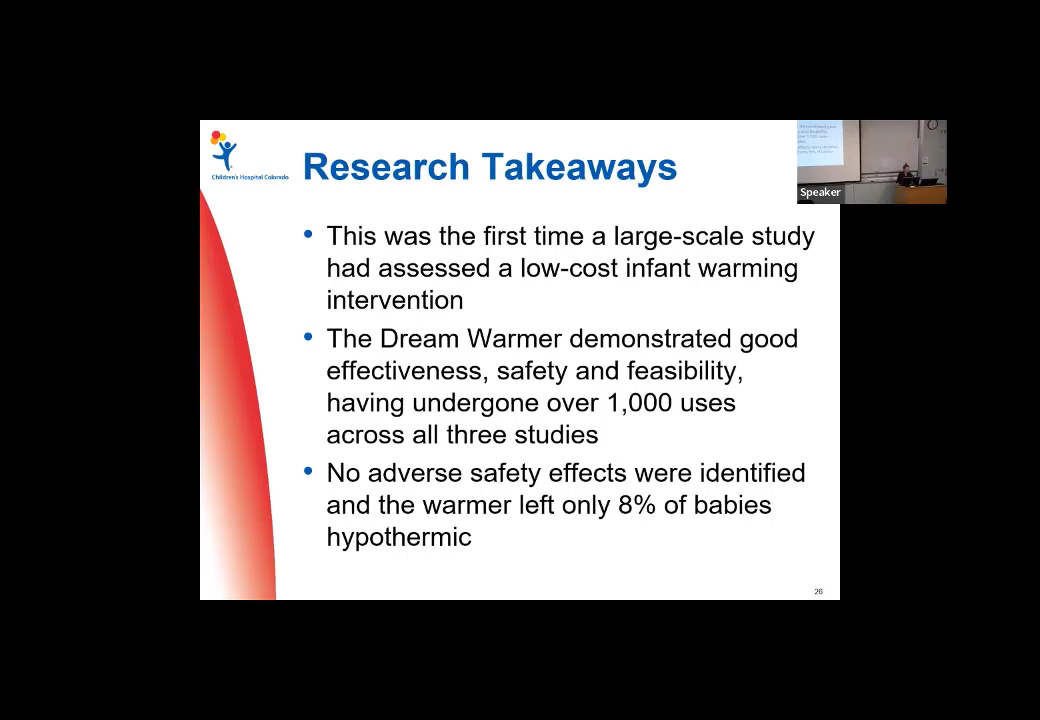 Children's Hospital Colorado
Research Takeaways
Speaker
• This was the first time a large-scale study
had assessed a low-cost infant warming
intervention
• The Dream Warmer demonstrated good
effectiveness, safety and feasibility,
having undergone over 1,000 uses
across all three studies
• No adverse safety effects were identified
and the warmer left only 8% of babies
hypothermic
26